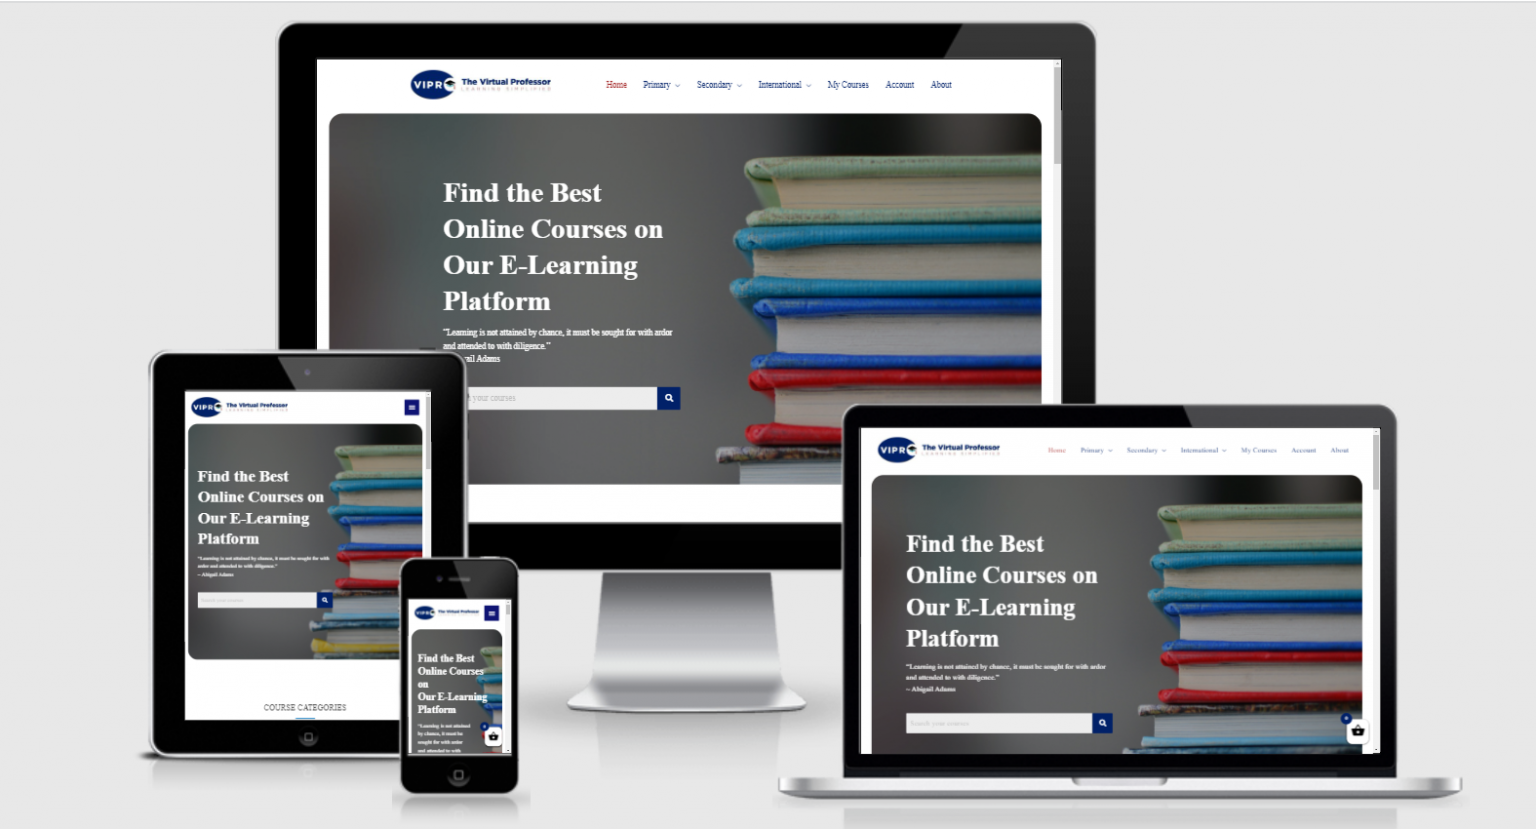 VIPRO The Virtual Professor
LEARNING SIMPLIFIED
Home Primary Secondary International My Courses Account About
Find the Best
Online Courses on
Our E-Learning
Platform
"Learning is not attained by chance, it must be sought for with ardor
and attended to with diligence."
ail Adams
your courses
VIPRO The Virtual Professor
LEARNING SIMPLIFIED
Find the Best
Online Courses on
Our E-Learning
Platform
"Learning is not attained by chance, it must be sought for with
ardor and attended to with diligence."
– Abigail Adams
Search your courses
COURSE CATEGORIES
VIPRO The Virtual Professor
Find the Best
Online Courses
on
Our E-Learning
Platform
"Learning is not attained
by chance, it must be
sought for with ardor
and attended to with
VIPRO The Virtual Professor
LEARNING SIMPLIFIED
Home Primary Secondary International My Courses Account About
Find the Best
Online Courses on
Our E-Learning
Platform
"Learning is not attained by chance, it must be sought for with ardor
and attended to with diligence."
– Abigail Adams
Search your courses